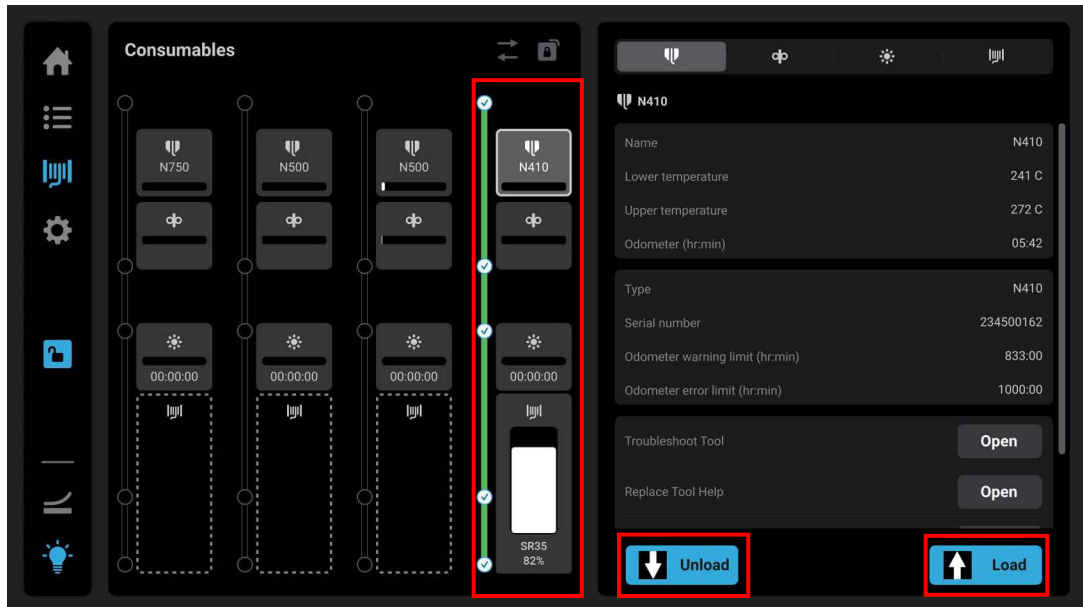 Consumables
N750
N500
N500
N410
00:00:00
00:00:00
00:00:00
00:00:00
SR35
82%
N410
Name N410
Lower temperature 241 C
Upper temperature 272 C
Odometer (hr:min) 05:42
Type N410
Serial number 234500162
Odometer warning limit (hr:min) 833:00
Odometer error limit (hr:min) 1000:00
Troubleshoot Tool Open
Replace Tool Help Open
Unload
Load